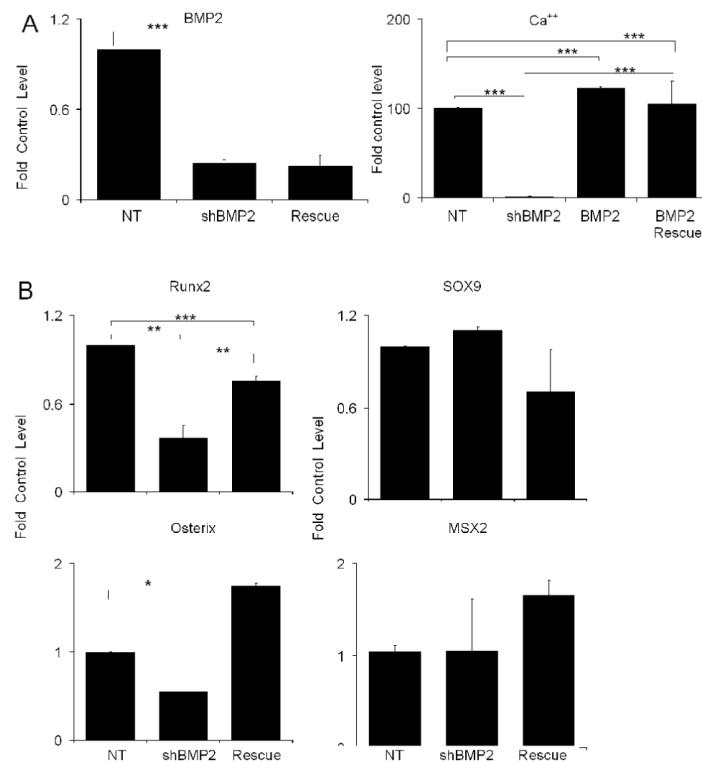 A
BMP2
***
Fold Control Level
1.2
0.6
0
NT shBMP2 Rescue
Ca++
***
***
***
***
Fold control level
200
100
0
NT shBMP2 BMP2 BMP2 Rescue
B
Runx2
***
**
**
1.2
0.6
0
SOX9
1.2
0.6
0
Fold Control Level
Fold Control Level
Osterix
*
2
1
0
NT shBMP2 Rescue
MSX2
2
1
NT shBMP2 Rescue